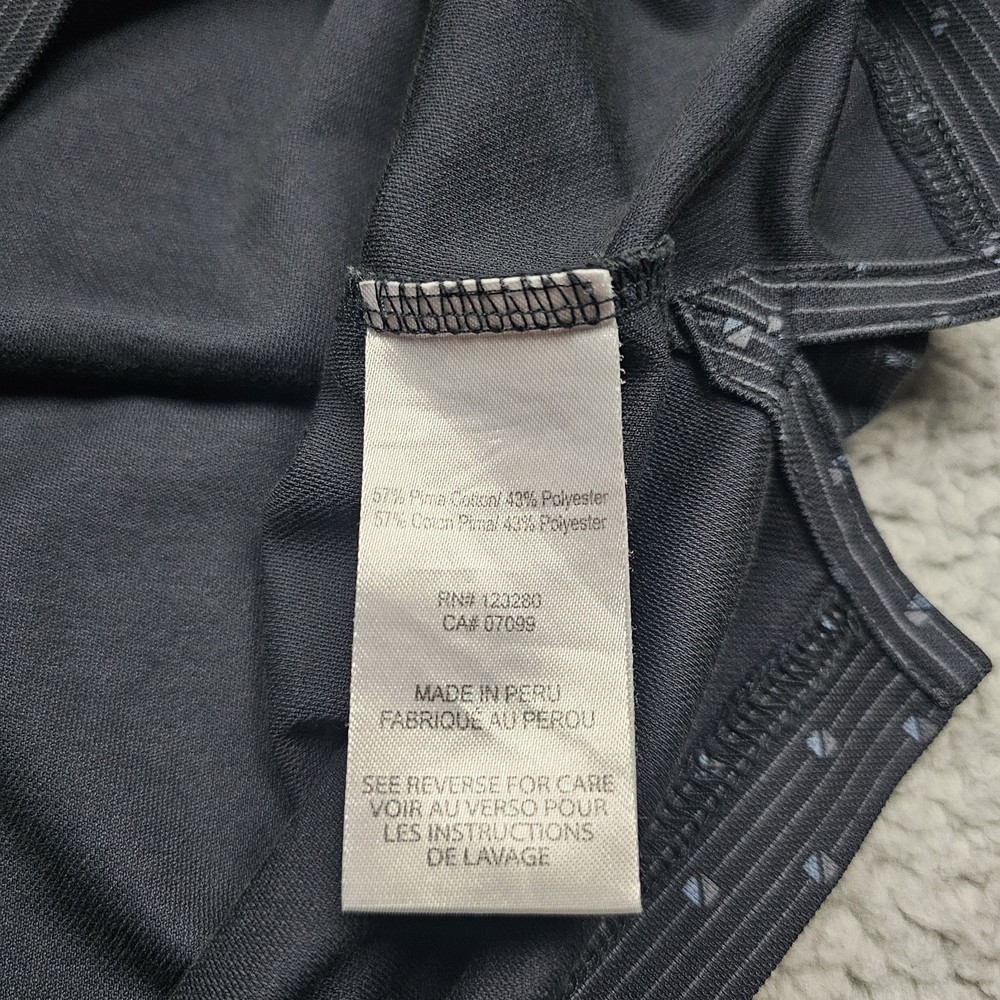 57% Pima Cotton/ 43% Polyester
57% Coton Pima/ 43% Polyester
RN# 123280
CA# 07099
MADE IN PERU
FABRIQUÉ AU PEROU
SEE REVERSE FOR CARE
VOIR AU VERSO POUR
LES INSTRUCTIONS
DE LAVAGE